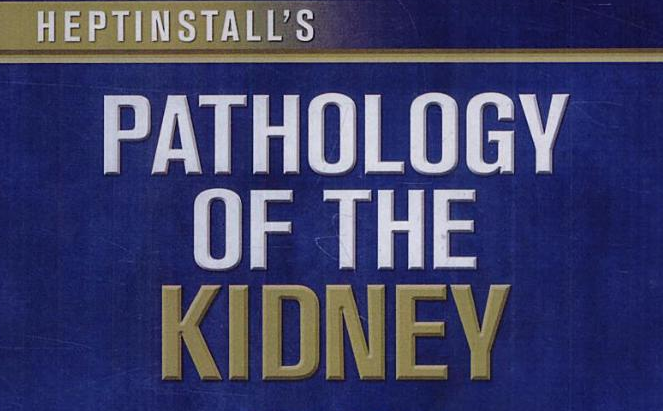 HEPTINSTALL'S
PATHOLOGY
OF THE
KIDNEY